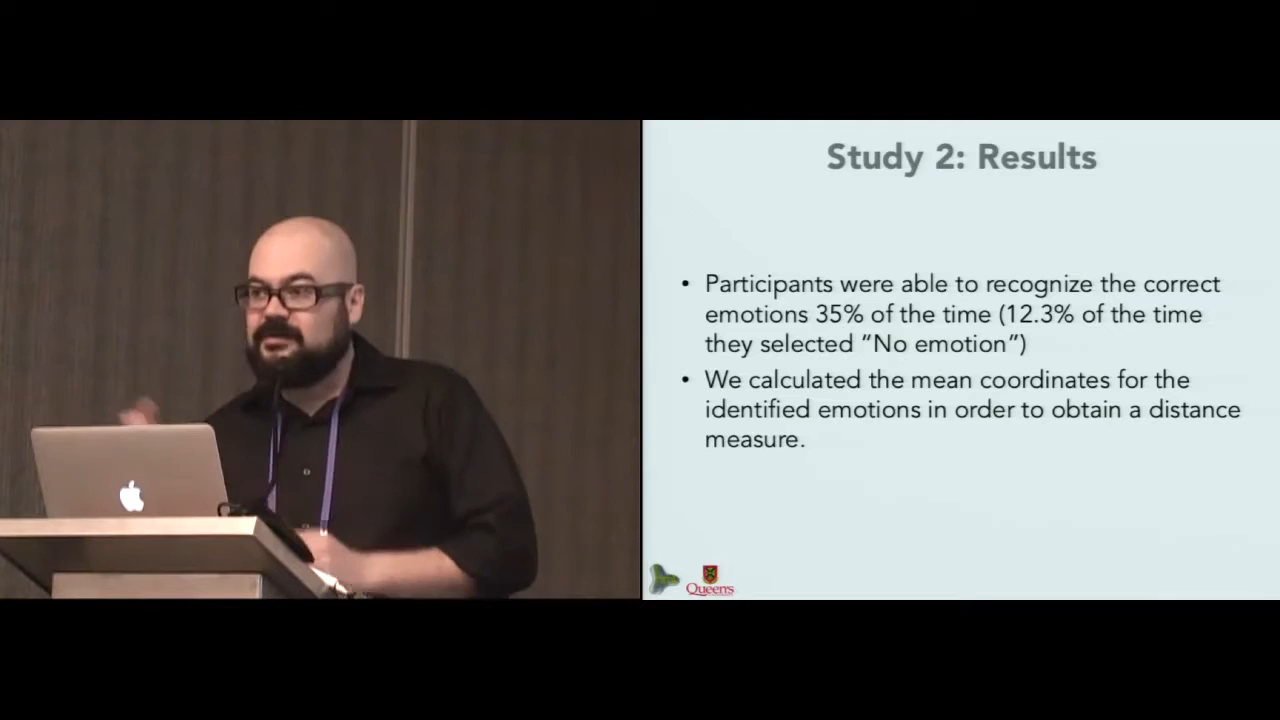 Study 2: Results
• Participants were able to recognize the correct
emotions 35% of the time (12.3% of the time
they selected “No emotion”)
• We calculated the mean coordinates for the
identified emotions in order to obtain a distance
measure.
Queen's